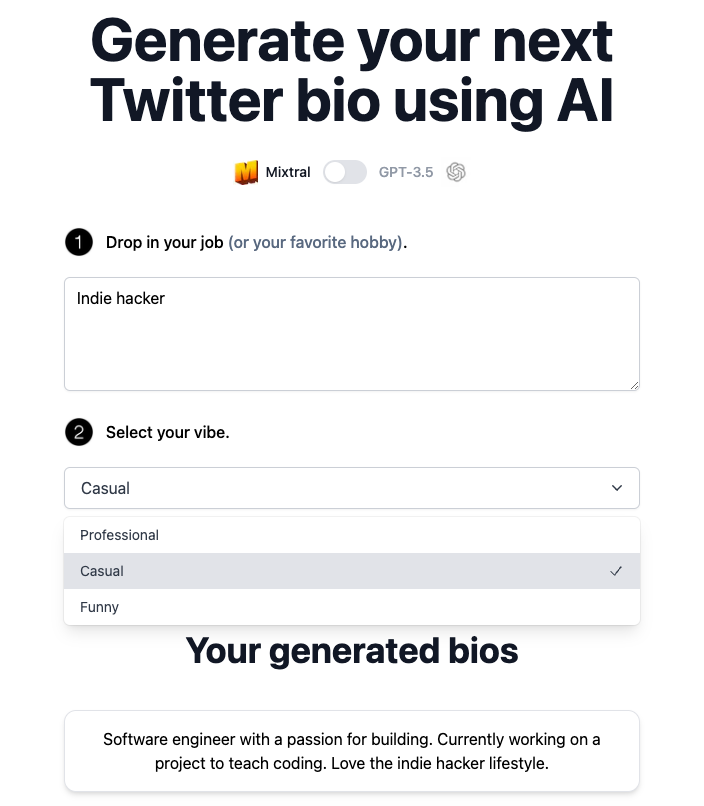 Generate your next
Twitter bio using AI
Mixtral GPT-3.5
1 Drop in your job (or your favorite hobby).
Indie hacker
2 Select your vibe.
Casual
Professional
Casual
Funny
Your generated bios
Software engineer with a passion for building. Currently working on a
project to teach coding. Love the indie hacker lifestyle.